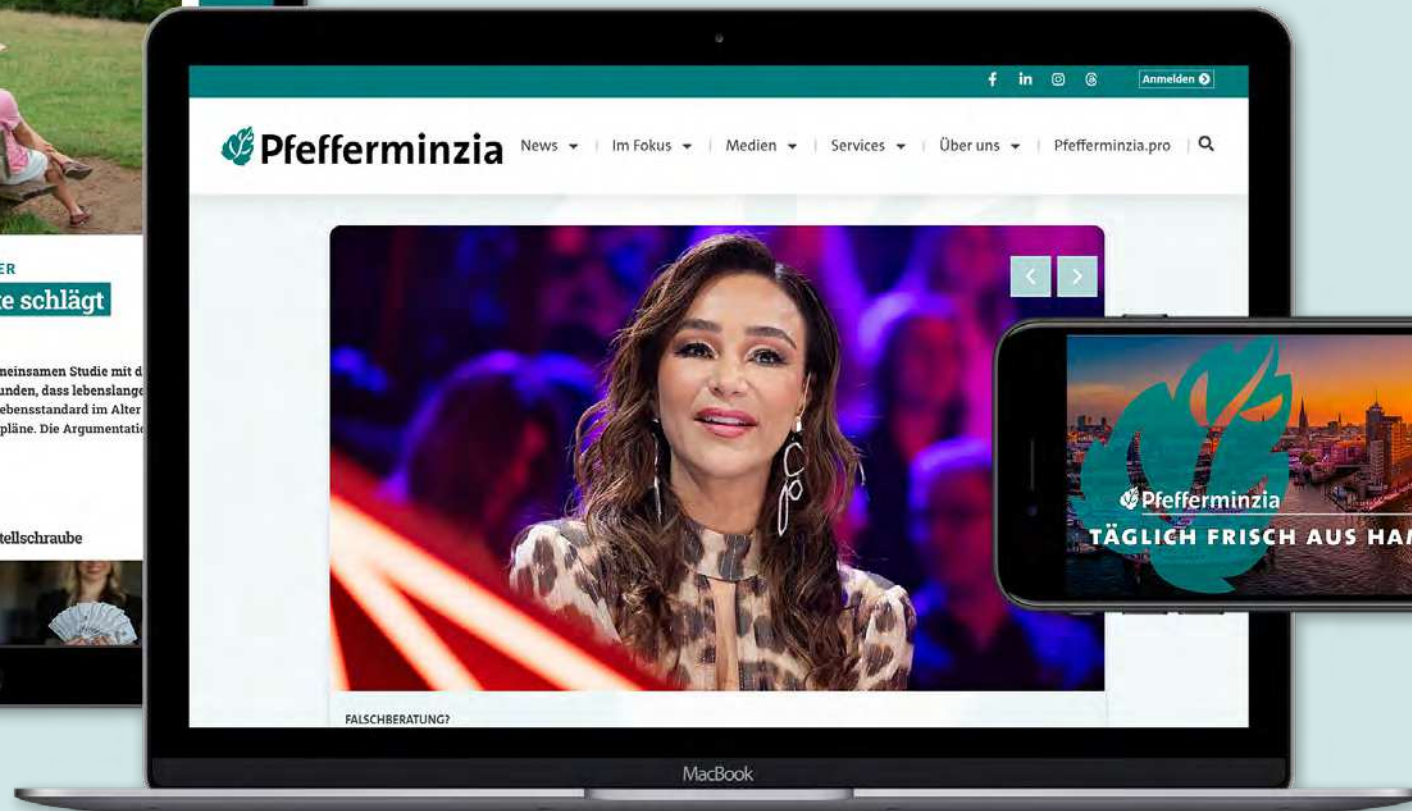 ER
te schlägt
meinsamen Studie mit d
unden, dass lebenslange
ebensstandard im Alter
pläne. Die Argumentatio
tellschraube
Anmelden
Pfefferminzia
News
Im Fokus
Medien
Services
Über uns
Pfefferminzia.pro
FALSCHBERATUNG?
MacBook
Pfefferminzia
TÄGLICH FRISCH AUS HAM